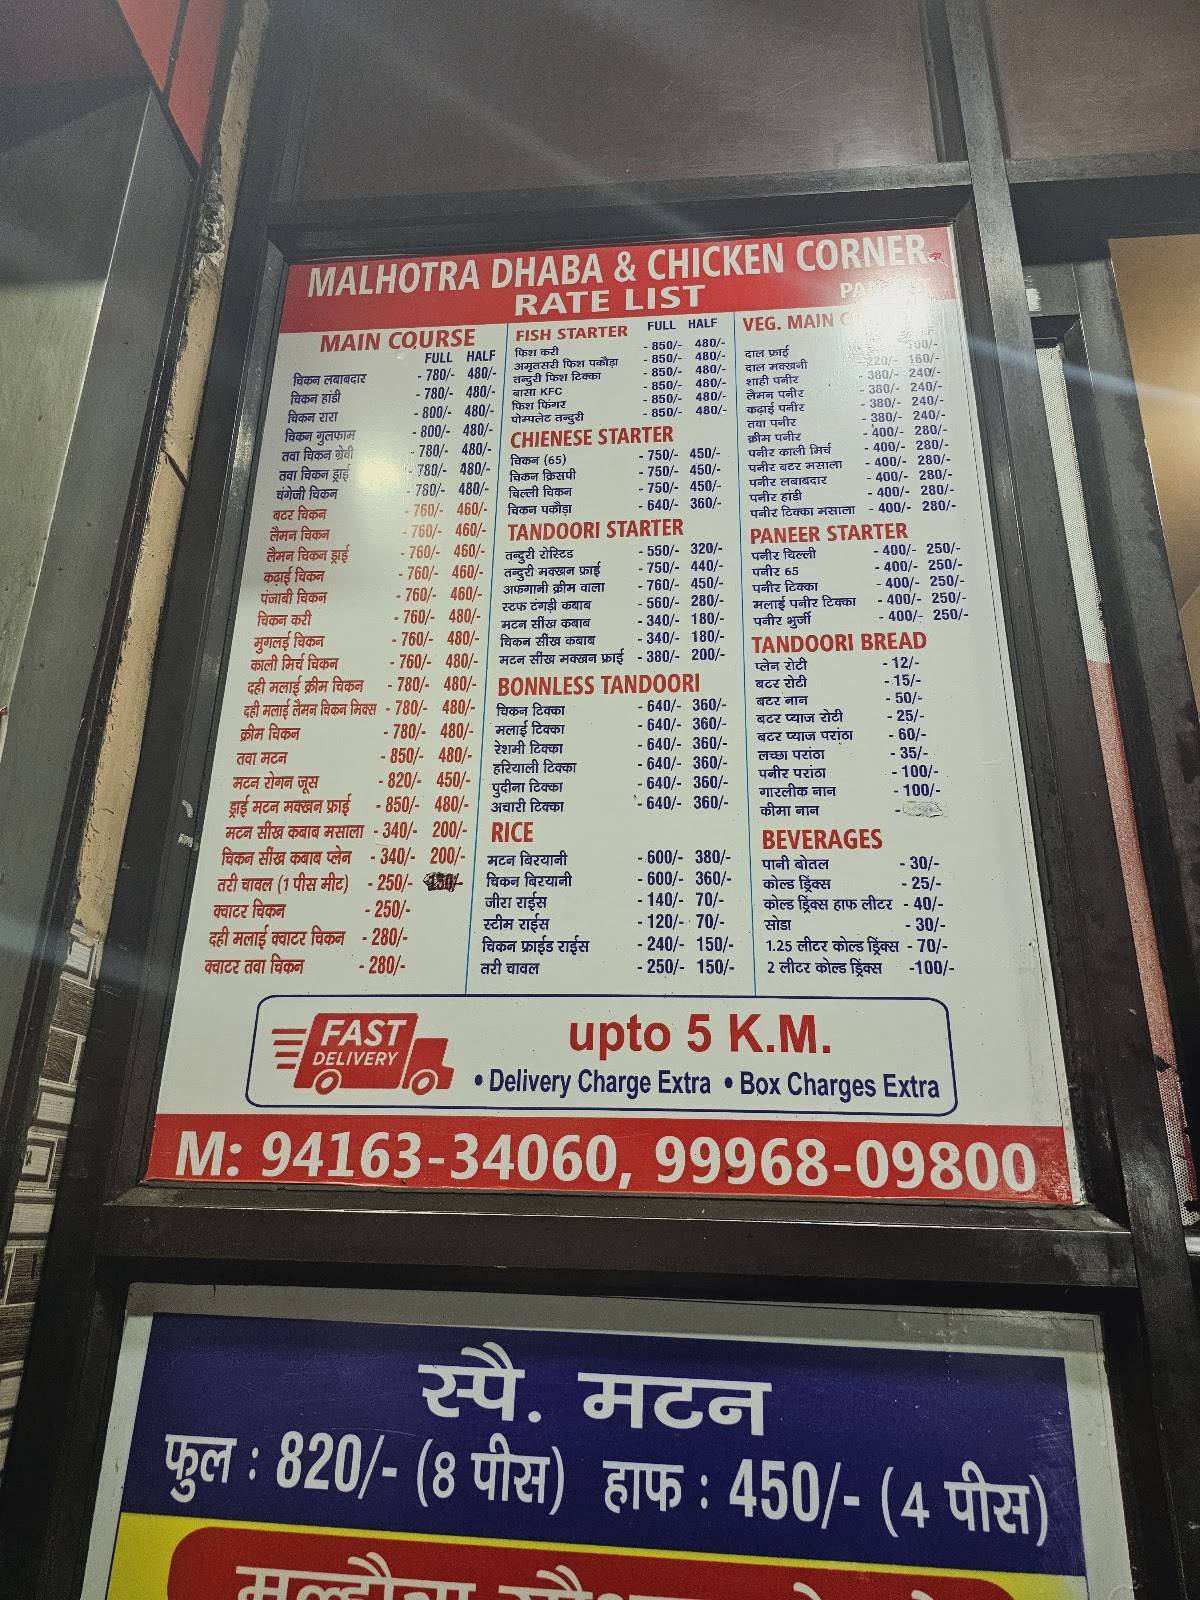 MALHOTRA DHABA & CHICKEN CORNER
RATE LIST
MAIN COURSE
FULL HALF
चिकन लबाबदार - 780/- 480/-
चिकन हांडी - 780/- 480/-
चिकन रारा - 800/- 480/-
चिकन गुलफाम - 800/- 480/-
तवा चिकन ग्रेवी - 780/- 480/-
तवा चिकन ड्राई - 780/- 480/-
चंगेजी चिकन - 780/- 480/-
बटर चिकन - 760/- 460/-
लैमन चिकन - 760/- 460/-
लैमन चिकन ड्राई - 760/- 460/-
कढ़ाई चिकन - 760/- 460/-
पंजाबी चिकन - 760/- 460/-
चिकन करी - 760/- 480/-
मुगलई चिकन - 760/- 480/-
काली मिर्च चिकन - 760/- 480/-
दही मलाई क्रीम चिकन - 780/- 480/-
दही मलाई लैमन चिकन मिक्स - 780/- 480/-
क्रीम चिकन - 780/- 480/-
तवा मटन - 850/- 480/-
मटन रोगन जूस - 820/- 450/-
ड्राई मटन मक्खन फ्राई - 850/- 480/-
मटन सींख कबाब मसाला - 340/- 200/-
चिकन सींख कबाब प्लेन - 340/- 200/-
तरी चावल (1 पीस मीट) - 250/-
क्वाटर चिकन - 250/-
दही मलाई क्वाटर चिकन - 280/-
क्वाटर तवा चिकन - 280/-
FISH STARTER FULL HALF
फिश करी - 850/- 480/-
अमृतसरी फिश पकौड़ा - 850/- 480/-
तन्दुरी फिश टिक्का - 850/- 480/-
बासा KFC - 850/- 480/-
फिश फिंगर - 850/- 480/-
पोम्पलेट तन्दुरी - 850/- 480/-
CHIENESE STARTER
चिकन (65) - 750/- 450/-
चिकन क्रिसपी - 750/- 450/-
चिल्ली चिकन - 750/- 450/-
चिकन पकौड़ा - 640/- 360/-
TANDOORI STARTER
तन्दुरी रोस्टिड - 550/- 320/-
तन्दुरी मक्खन फ्राई - 750/- 440/-
अफगानी क्रीम वाला - 760/- 450/-
स्टफ टंगड़ी कबाब - 560/- 280/-
मटन सींख कबाब - 340/- 180/-
चिकन सींख कबाब - 340/- 180/-
मटन सींख मक्खन फ्राई - 380/- 200/-
BONNLESS TANDOORI
चिकन टिक्का - 640/- 360/-
मलाई टिक्का - 640/- 360/-
रेशमी टिक्का - 640/- 360/-
हरियाली टिक्का - 640/- 360/-
पुदीना टिक्का - 640/- 360/-
अचारी टिक्का - 640/- 360/-
RICE
मटन बिरयानी - 600/- 380/-
चिकन बिरयानी - 600/- 360/-
जीरा राईस - 140/- 70/-
स्टीम राईस - 120/- 70/-
चिकन फ्राईड राईस - 240/- 150/-
तरी चावल - 250/- 150/-
VEG. MAIN
दाल फ्राई
दाल मक्खनी 220/- 160/-
शाही पनीर - 380/- 240/-
लैमन पनीर - 380/- 240/-
कढ़ाई पनीर - 380/- 240/-
तवा पनीर - 380/- 240/-
क्रीम पनीर - 400/- 280/-
पनीर काली मिर्च - 400/- 280/-
पनीर बटर मसाला - 400/- 280/-
पनीर लबाबदार - 400/- 280/-
पनीर हांडी - 400/- 280/-
पनीर टिक्का मसाला - 400/- 280/-
PANEER STARTER
पनीर चिल्ली - 400/- 250/-
पनीर 65 - 400/- 250/-
पनीर टिक्का - 400/- 250/-
मलाई पनीर टिक्का - 400/- 250/-
पनीर भुर्जी - 400/- 250/-
TANDOORI BREAD
प्लेन रोटी - 12/-
बटर रोटी - 15/-
बटर नान - 50/-
बटर प्याज रोटी - 25/-
बटर प्याज परांठा - 60/-
लच्छा परांठा - 35/-
पनीर परांठा - 100/-
गारलीक नान - 100/-
कीमा नान -
BEVERAGES
पानी बोतल - 30/-
कोल्ड ड्रिंक्स - 25/-
कोल्ड ड्रिंक्स हाफ लीटर - 40/-
सोडा - 30/-
1.25 लीटर कोल्ड ड्रिंक्स - 70/-
2 लीटर कोल्ड ड्रिंक्स -100/-
FAST DELIVERY
upto 5 K.M.
• Delivery Charge Extra • Box Charges Extra
M: 94163-34060, 99968-09800
स्पै. मटन
फुल : 820/- (8 पीस) हाफ : 450/- (4 पीस)